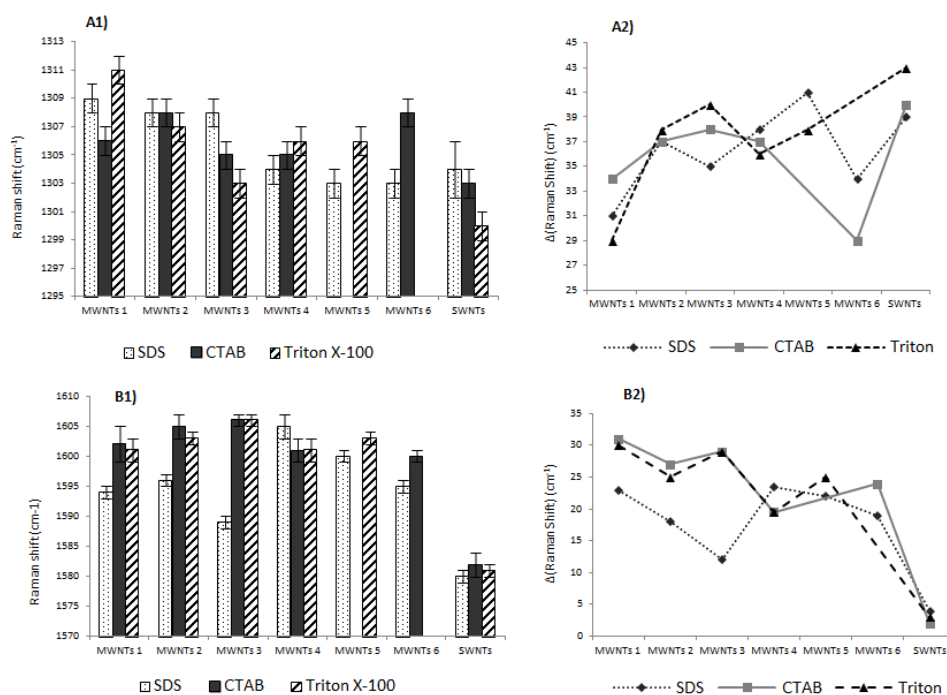 A1)
Raman shift (cm⁻¹)
1313
1311
1309
1307
1305
1303
1301
1299
1297
1295
MWNTs 1 MWNTs 2 MWNTs 3 MWNTs 4 MWNTs 5 MWNTs 6 SWNTs
SDS CTAB Triton X-100
A2)
Δ(Raman Shift) (cm⁻¹)
45
43
41
39
37
35
33
31
29
27
25
MWNTs 1 MWNTs 2 MWNTs 3 MWNTs 4 MWNTs 5 MWNTs 6 SWNTs
SDS CTAB Triton
B1)
Raman shift (cm-1)
1610
1605
1600
1595
1590
1585
1580
1575
1570
MWNTs 1 MWNTs 2 MWNTs 3 MWNTs 4 MWNTs 5 MWNTs 6 SWNTs
SDS CTAB Triton X-100
B2)
Δ(Raman Shift) (cm⁻¹)
35
30
25
20
15
10
5
0
MWNTs 1 MWNTs 2 MWNTs 3 MWNTs 4 MWNTs 5 MWNTs 6 SWNTs
SDS CTAB Triton